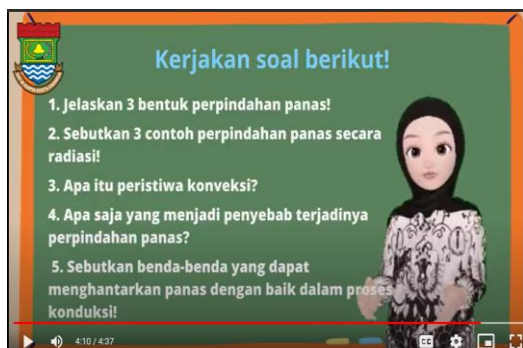 Kerjakan soal berikut!
1. Jelaskan 3 bentuk perpindahan panas!
2. Sebutkan 3 contoh perpindahan panas secara
radiasi!
3. Apa itu peristiwa konveksi?
4. Apa saja yang menjadi penyebab terjadinya
perpindahan panas?
5. Sebutkan benda-benda yang dapat
menghantarkan panas dengan baik dalam proses
konduksi!
4:10 / 4:37
CC